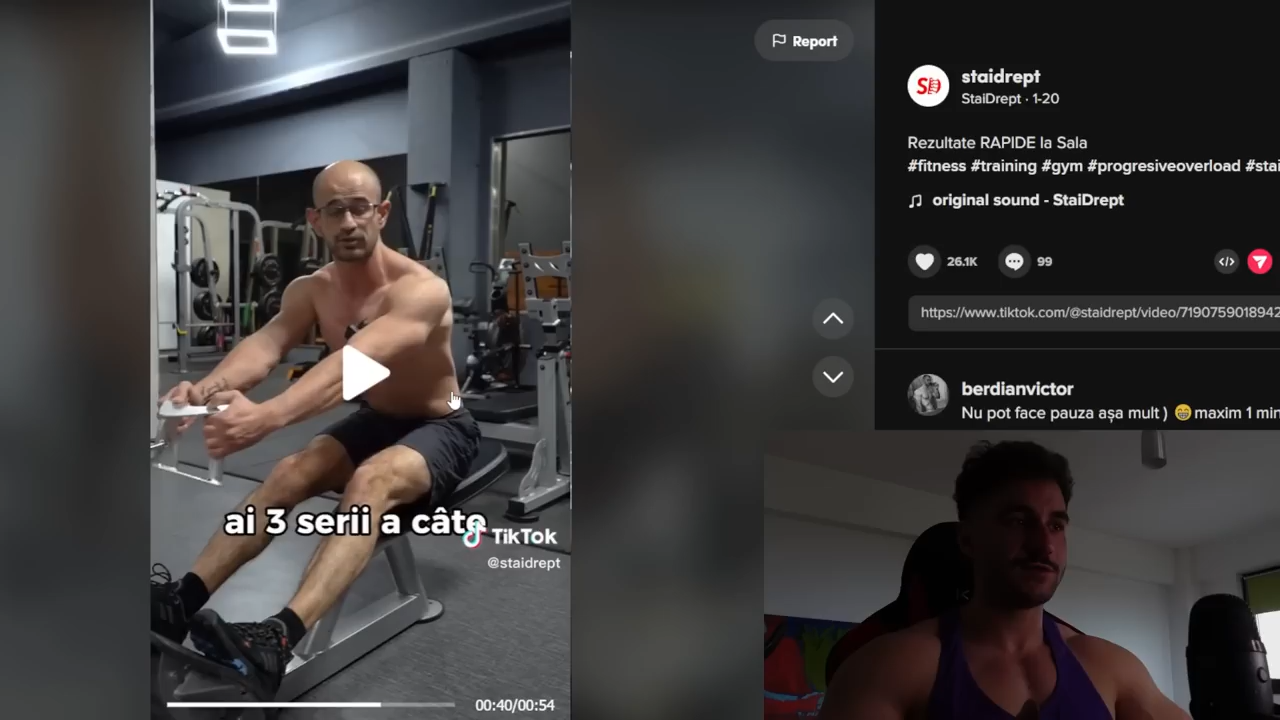 Report
staidrept
StaiDrept · 1-20
Rezultate RAPIDE la Sala
#fitness #training #gym #progresiveoverload #stai
original sound - StaiDrept
26.1K
99
https://www.tiktok.com/@staidrept/video/7190759018942
berdianvictor
Nu pot face pauza așa mult ) 😁maxim 1 min
ai 3 serii a câte
TikTok
@staidrept
00:40/00:54